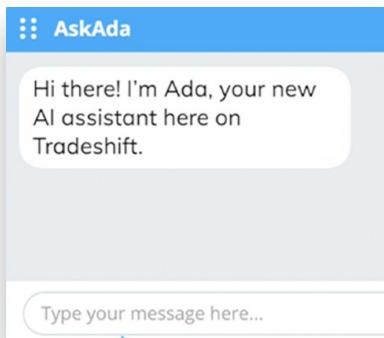 AskAda
Hi there! I'm Ada, your new
AI assistant here on
Tradeshift.
Type your message here...